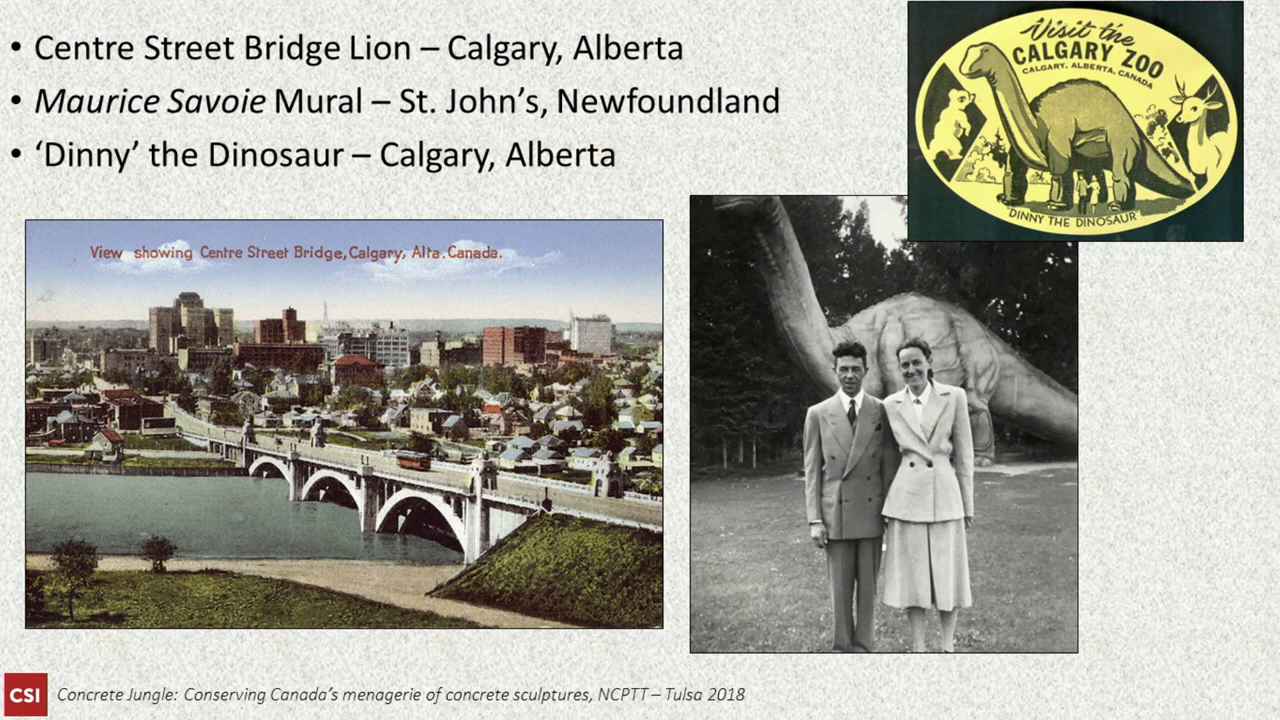 • Centre Street Bridge Lion – Calgary, Alberta
• Maurice Savoie Mural – St. John’s, Newfoundland
• ‘Dinny’ the Dinosaur – Calgary, Alberta
Visit the
CALGARY ZOO
CALGARY, ALBERTA, CANADA
"DINNY THE DINOSAUR"
View showing Centre Street Bridge, Calgary, Alta. Canada.
CSI
Concrete Jungle: Conserving Canada’s menagerie of concrete sculptures, NCPTT – Tulsa 2018